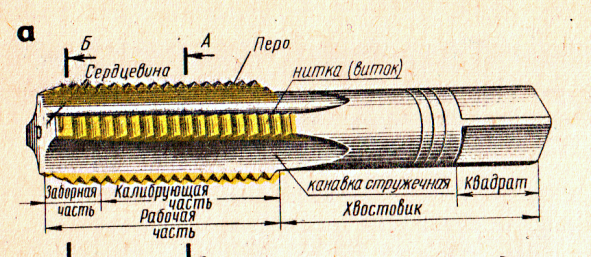 а
Б
А
Перо.
Сердцевина
нитка (виток)
канавка стружечная
Заборная
часть
Калибрующая
часть
Квадрат
Рабочая
часть
Хвостовик